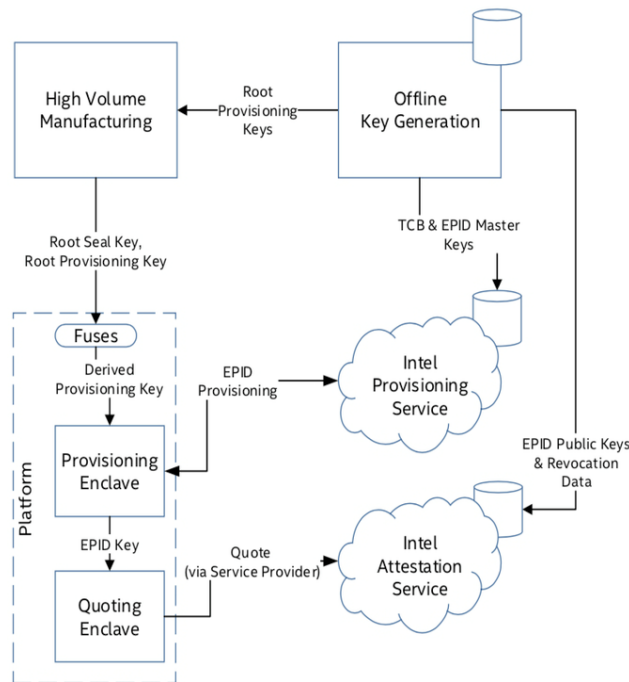 High Volume
Manufacturing
Root
Provisioning
Keys
Offline
Key Generation
TCB & EPID Master
Keys
Root Seal Key,
Root Provisioning Key
Fuses
Derived
Provisioning Key
EPID
Provisioning
Intel
Provisioning
Service
Provisioning
Enclave
EPID Public Keys
& Revocation
Data
Platform
EPID Key
Quote
(via Service Provider)
Intel
Attestation
Service
Quoting
Enclave